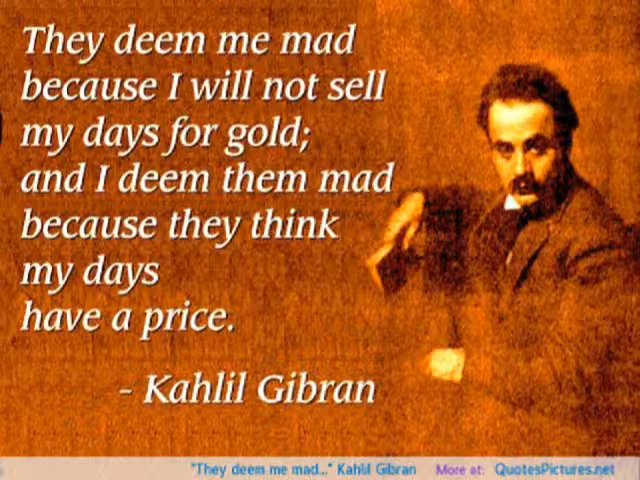 They deem me mad
because I will not sell
my days for gold;
and I deem them mad
because they think
my days
have a price.
- Kahlil Gibran
"They deem me mad..." Kahlil Gibran More at: QuotesPictures.net